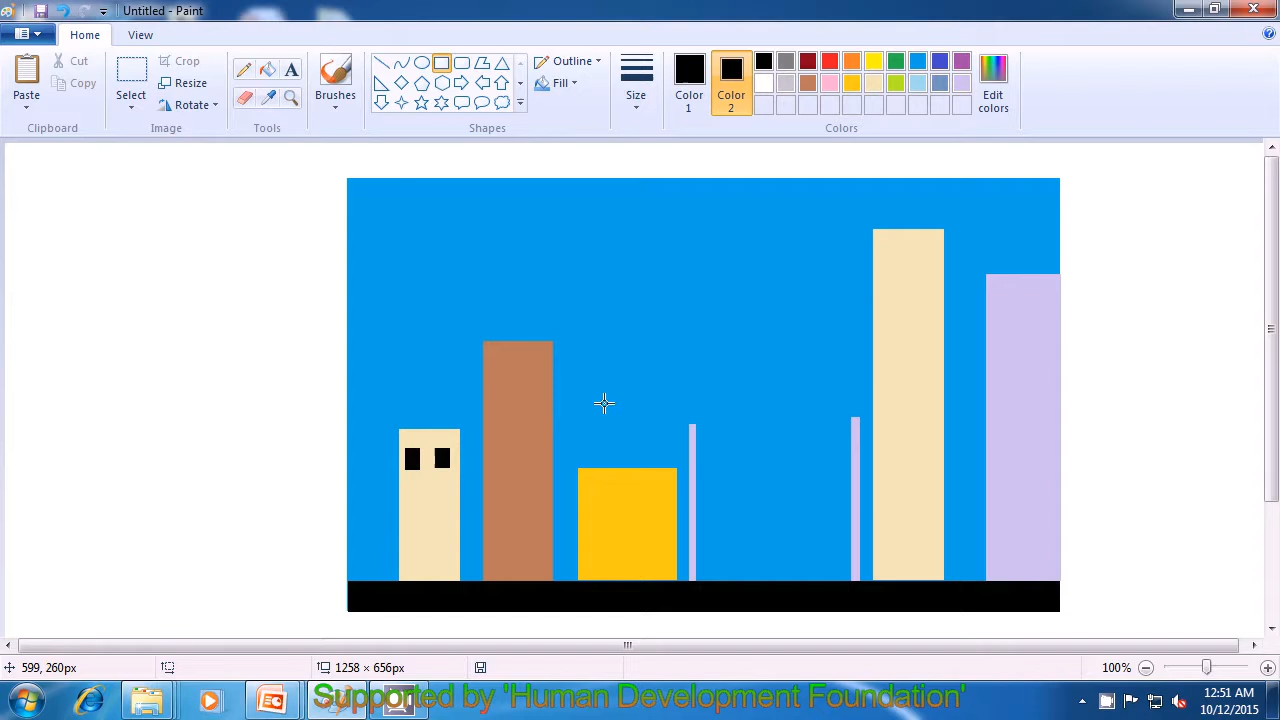 Untitled - Paint
Home
View
Paste
Cut
Copy
Clipboard
Select
Crop
Resize
Rotate
Image
Tools
Brushes
Shapes
Outline
Fill
Size
Color 1
Color 2
Colors
Edit colors
599, 260px
1258 × 656px
100%
Supported by 'Human Development Foundation'
12:51 AM
10/12/2015